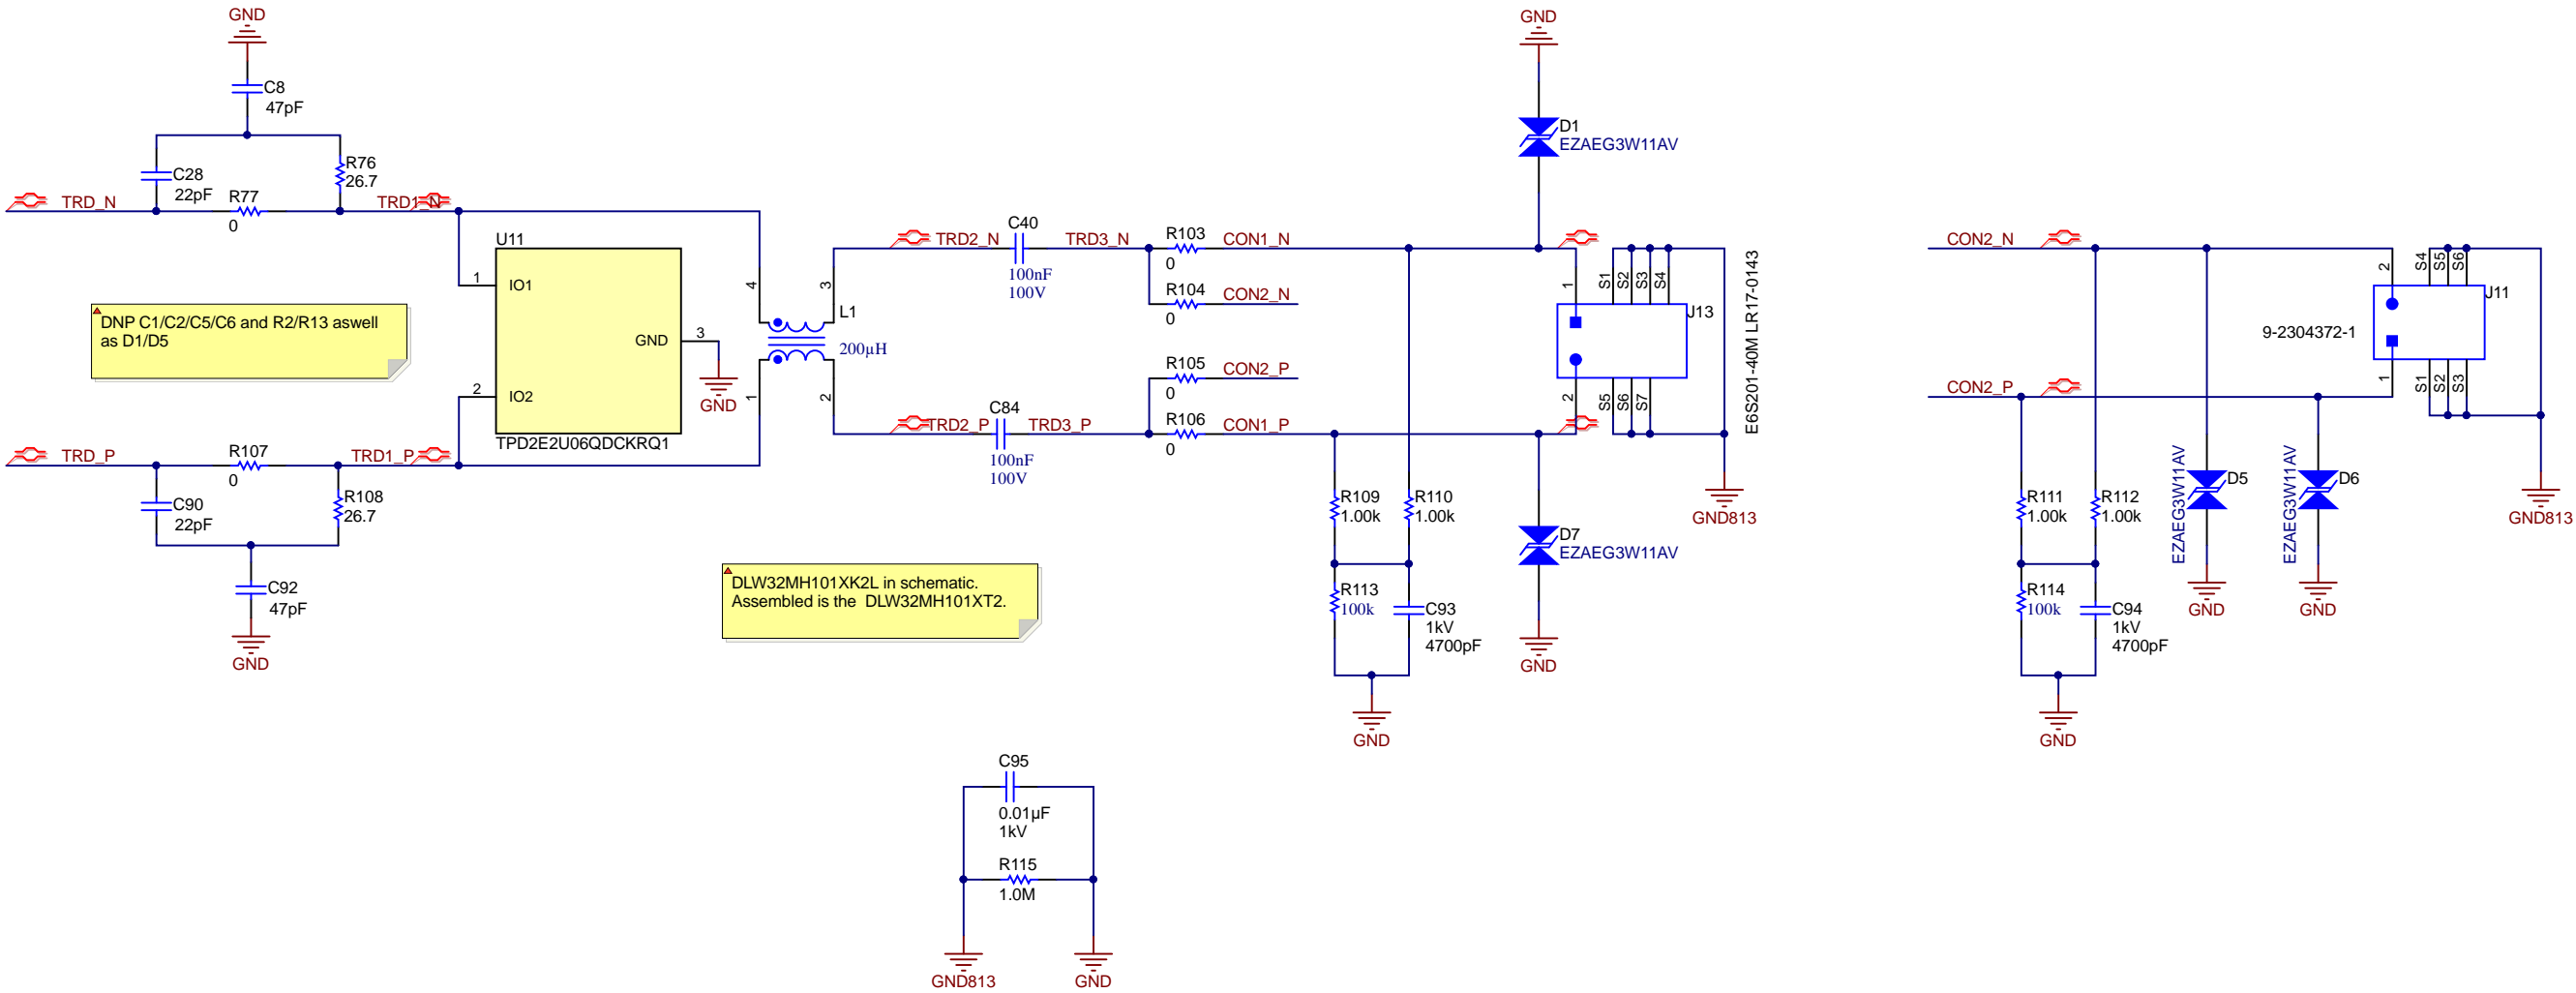 GND
C8
47pF
C28
22pF
R76
26.7
TRD_N
R77
0
TRD1_N
DNP C1/C2/C5/C6 and R2/R13 aswell
as D1/D5
U11
1
IO1
GND
3
2
IO2
TPD2E2U06QDCKRQ1
GND
TRD_P
R107
0
TRD1_P
C90
22pF
R108
26.7
C92
47pF
GND
4
3
L1
200µH
1
2
TRD2_N
C40
100nF
100V
TRD3_N
TRD2_P
C84
100nF
100V
TRD3_P
R103
0
CON1_N
R104
0
CON2_N
R105
0
CON2_P
R106
0
CON1_P
DLW32MH101XK2L in schematic.
Assembled is the DLW32MH101XT2.
GND
D1
EZAEG3W11AV
1
S1
S2
S3
S4
J13
E6S201-40M LR17-0143
2
S5
S6
S7
GND813
R109
1.00k
R110
1.00k
R113
100k
C93
1kV
4700pF
GND
D7
EZAEG3W11AV
GND
CON2_N
CON2_P
2
S4
S5
S6
J11
9-2304372-1
1
S1
S2
S3
GND813
R111
1.00k
R112
1.00k
R114
100k
C94
1kV
4700pF
GND
EZAEG3W11AV
D5
GND
EZAEG3W11AV
D6
GND
C95
0.01µF
1kV
R115
1.0M
GND813
GND